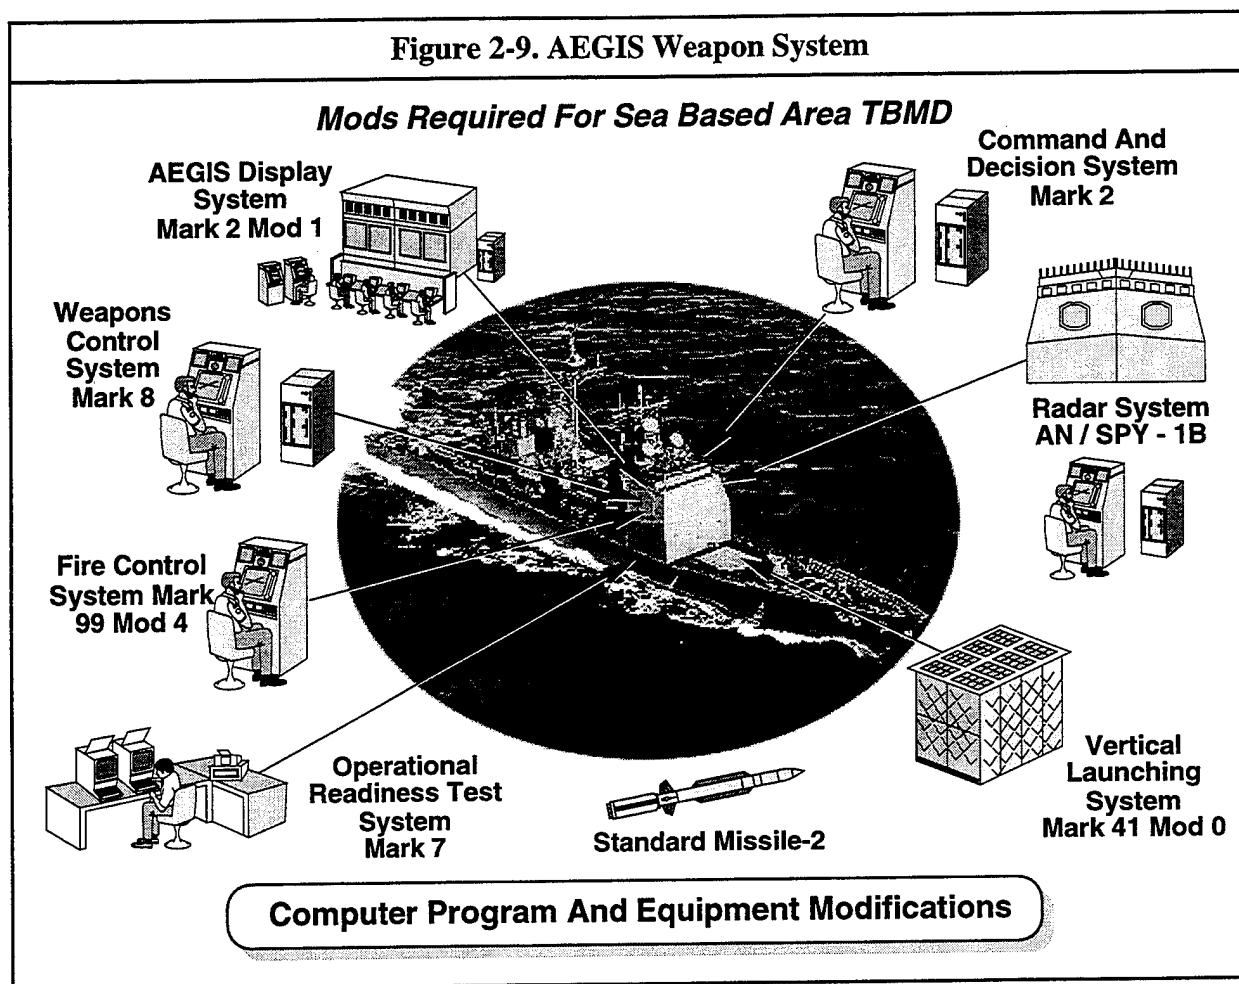 Figure 2-9. AEGIS Weapon System
Mods Required For Sea Based Area TBMD
AEGIS Display
System
Mark 2 Mod 1
Command And
Decision System
Mark 2
Weapons
Control
System
Mark 8
Radar System
AN / SPY - 1B
Fire Control
System Mark
99 Mod 4
Operational
Readiness Test
System
Mark 7
Standard Missile-2
Vertical
Launching
System
Mark 41 Mod 0
Computer Program And Equipment Modifications